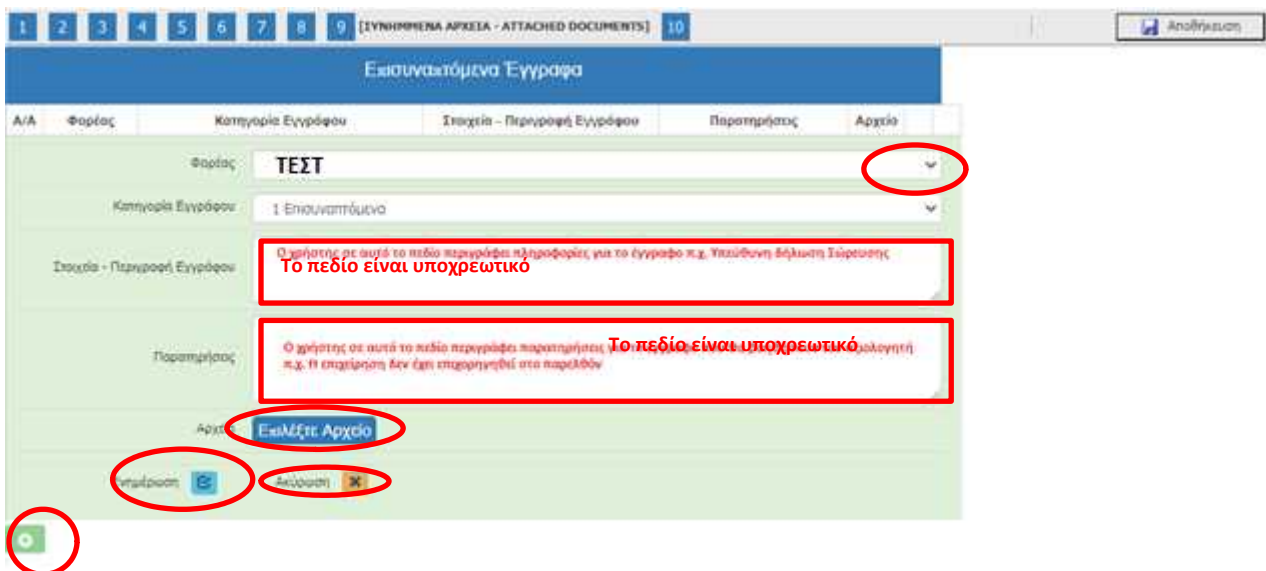 1 2 3 4 5 6 7 8 9 [ΣΥΝΗΜΜΕΝΑ ΑΡΧΕΙΑ - ATTACHED DOCUMENTS] 10 Αποθήκευση
Επισυναπτόμενα Έγγραφα
Α/Α Φορέας Κατηγορία Εγγράφου Στοιχεία - Περιγραφή Εγγράφου Παρατηρήσεις Αρχείο
Φορέας ΤΕΣΤ
Κατηγορία Εγγράφου 1 Επισυναπτόμενα
Ο χρήστης σε αυτό το πεδίο περιγράφει πληροφορίες για το έγγραφο π.χ. Υπεύθυνη δήλωση Σώρευσης
Στοιχεία - Περιγραφή Εγγράφου Το πεδίο είναι υποχρεωτικό
Ο χρήστης σε αυτό το πεδίο περιγράφει παρατηρήσεις Το πεδίο είναι υποχρεωτικό
Παρατηρήσεις π.χ. Η επιχείρηση δεν έχει επιχορηγηθεί στο παρελθόν
Αρχείο Επιλέξτε Αρχείο
Ενημέρωση Ακύρωση